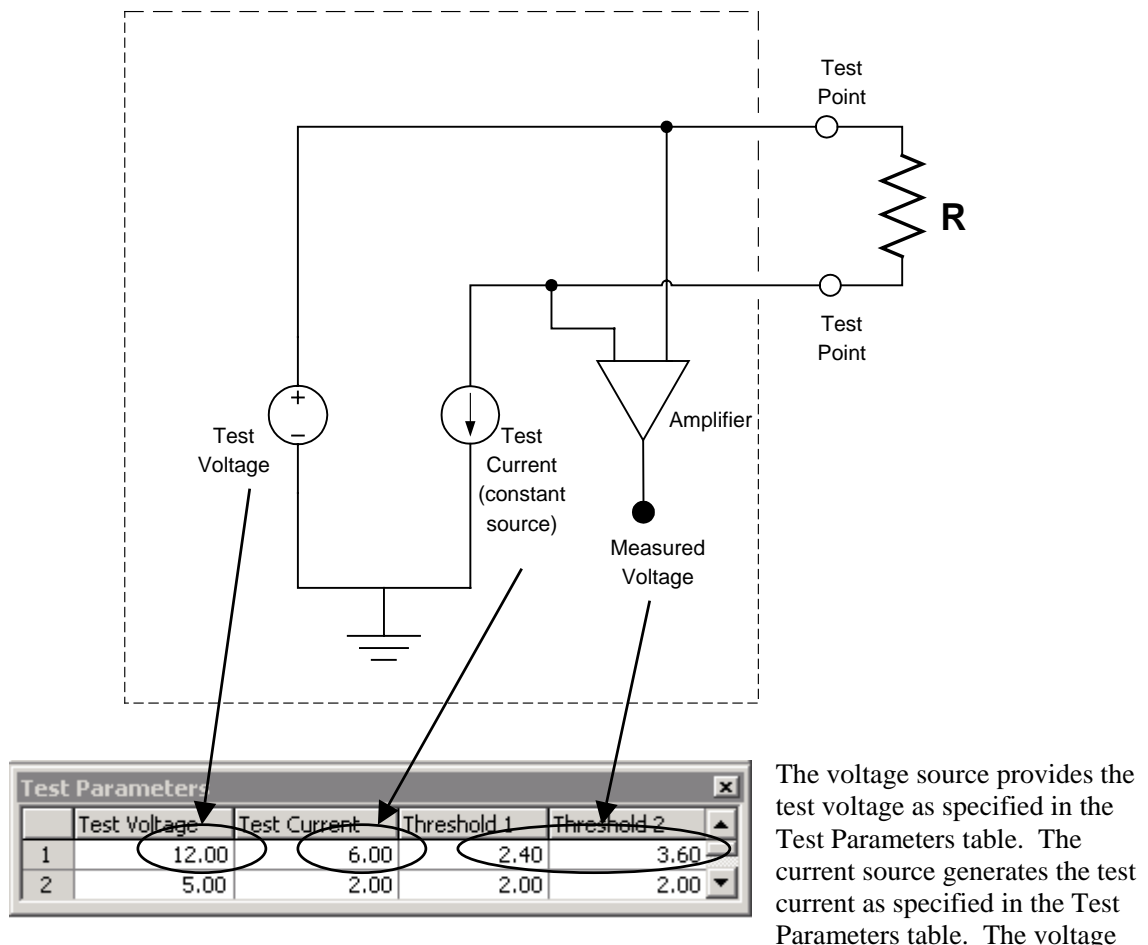 Test
Point
R
Test
Point
+
–
Test
Voltage
Test
Current
(constant
source)
Amplifier
Measured
Voltage
Test Parameters
Test Voltage Test Current Threshold 1 Threshold 2
1 12.00 6.00 2.40 3.60
2 5.00 2.00 2.00 2.00
The voltage source provides the
test voltage as specified in the
Test Parameters table.  The
current source generates the test
current as specified in the Test
Parameters table.  The voltage